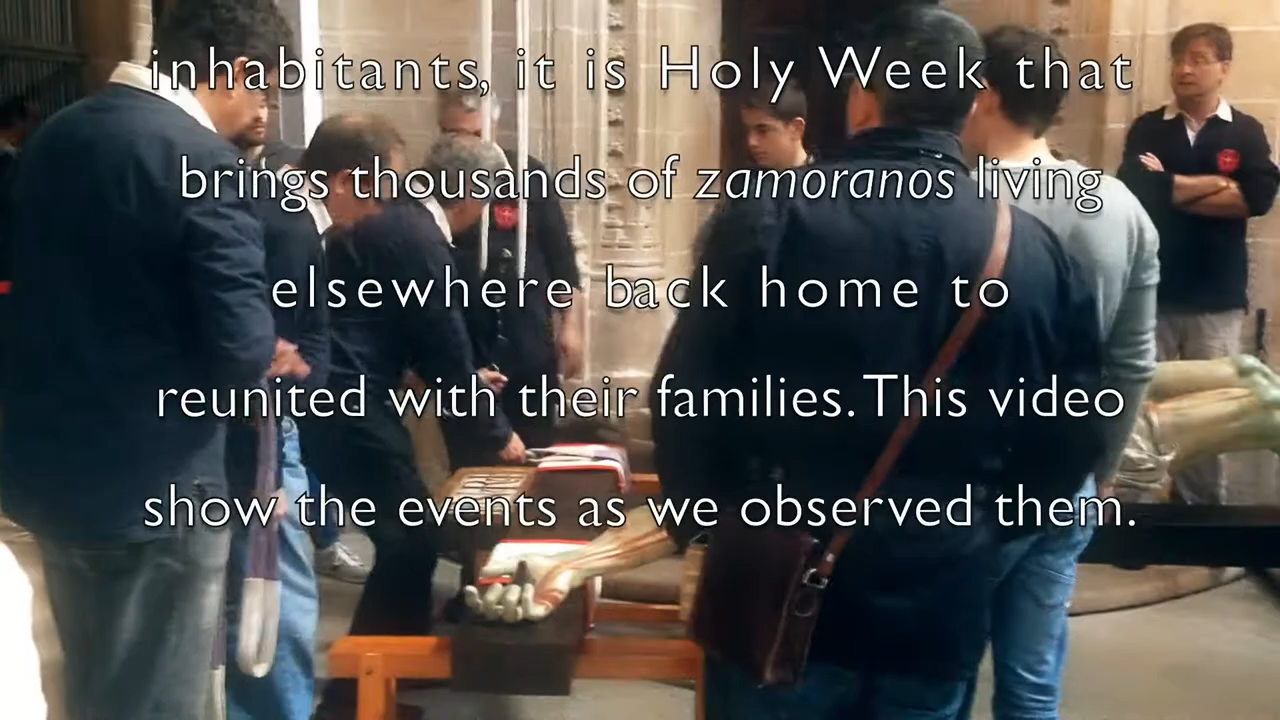 inhabitants, it is Holy Week that
brings thousands of zamoranos living
elsewhere back home to
reunited with their families. This video
show the events as we observed them.